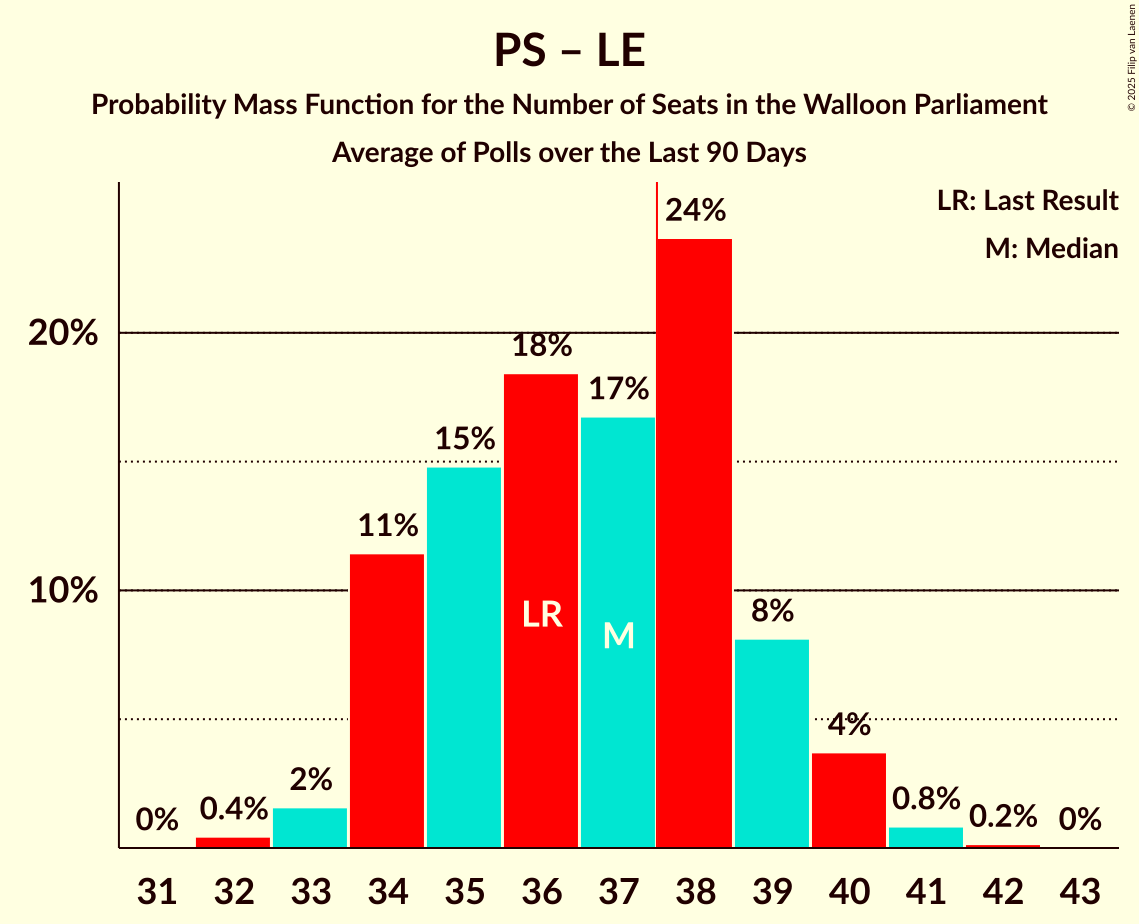 PS – LE
Probability Mass Function for the Number of Seats in the Walloon Parliament
Average of Polls over the Last 90 Days
© 2025 Filip van Laenen
LR: Last Result
M: Median
20%
10%
0%
0.4%
2%
11%
15%
18%
17%
24%
8%
4%
0.8%
0.2%
0%
LR
M
31 32 33 34 35 36 37 38 39 40 41 42 43